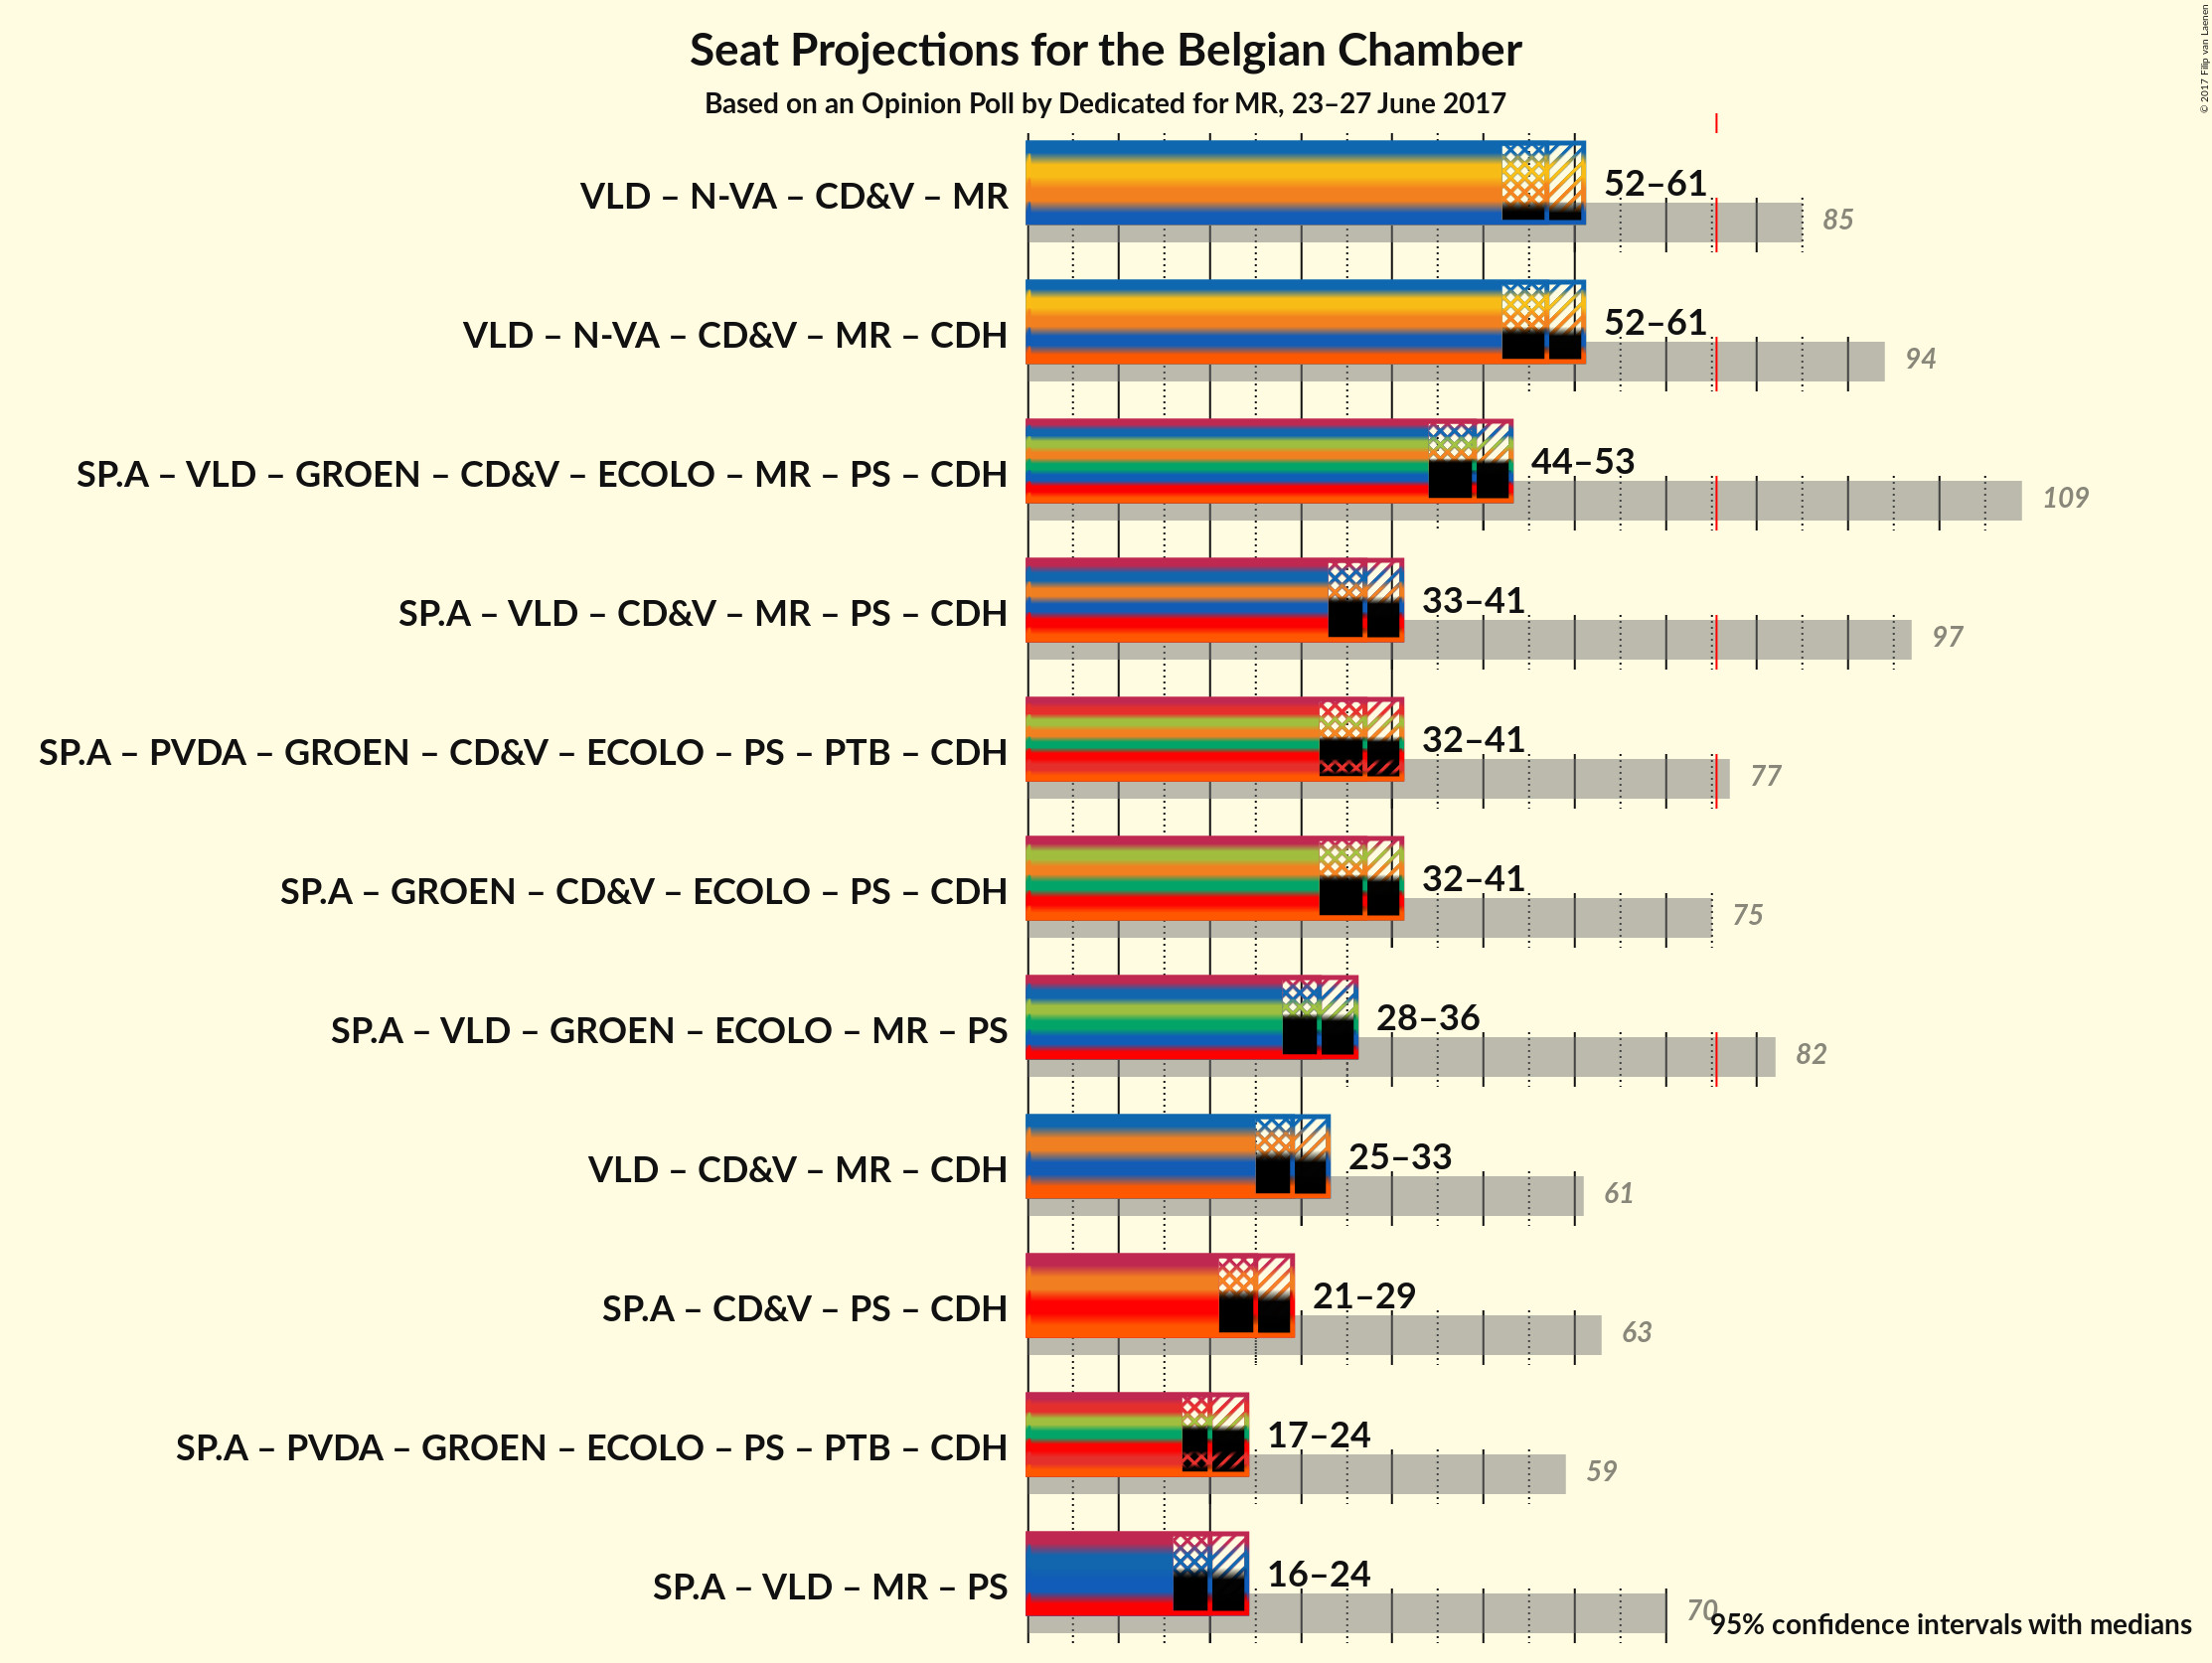 Seat Projections for the Belgian Chamber
Based on an Opinion Poll by Dedicated for MR, 23–27 June 2017
© 2017 Filip van Laenen
VLD – N-VA – CD&V – MR
52–61
85
VLD – N-VA – CD&V – MR – CDH
52–61
94
SP.A – VLD – GROEN – CD&V – ECOLO – MR – PS – CDH
44–53
109
SP.A – VLD – CD&V – MR – PS – CDH
33–41
97
SP.A – PVDA – GROEN – CD&V – ECOLO – PS – PTB – CDH
32–41
77
SP.A – GROEN – CD&V – ECOLO – PS – CDH
32–41
75
SP.A – VLD – GROEN – ECOLO – MR – PS
28–36
82
VLD – CD&V – MR – CDH
25–33
61
SP.A – CD&V – PS – CDH
21–29
63
SP.A – PVDA – GROEN – ECOLO – PS – PTB – CDH
17–24
59
SP.A – VLD – MR – PS
16–24
70
95% confidence intervals with medians